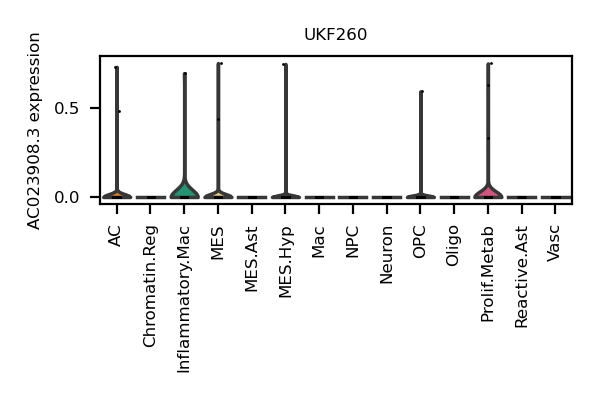 UKF260
AC023908.3 expression
0.5
0.0
AC
Chromatin.Reg
Inflammatory.Mac
MES
MES.Ast
MES.Hyp
Mac
NPC
Neuron
OPC
Oligo
Prolif.Metab
Reactive.Ast
Vasc